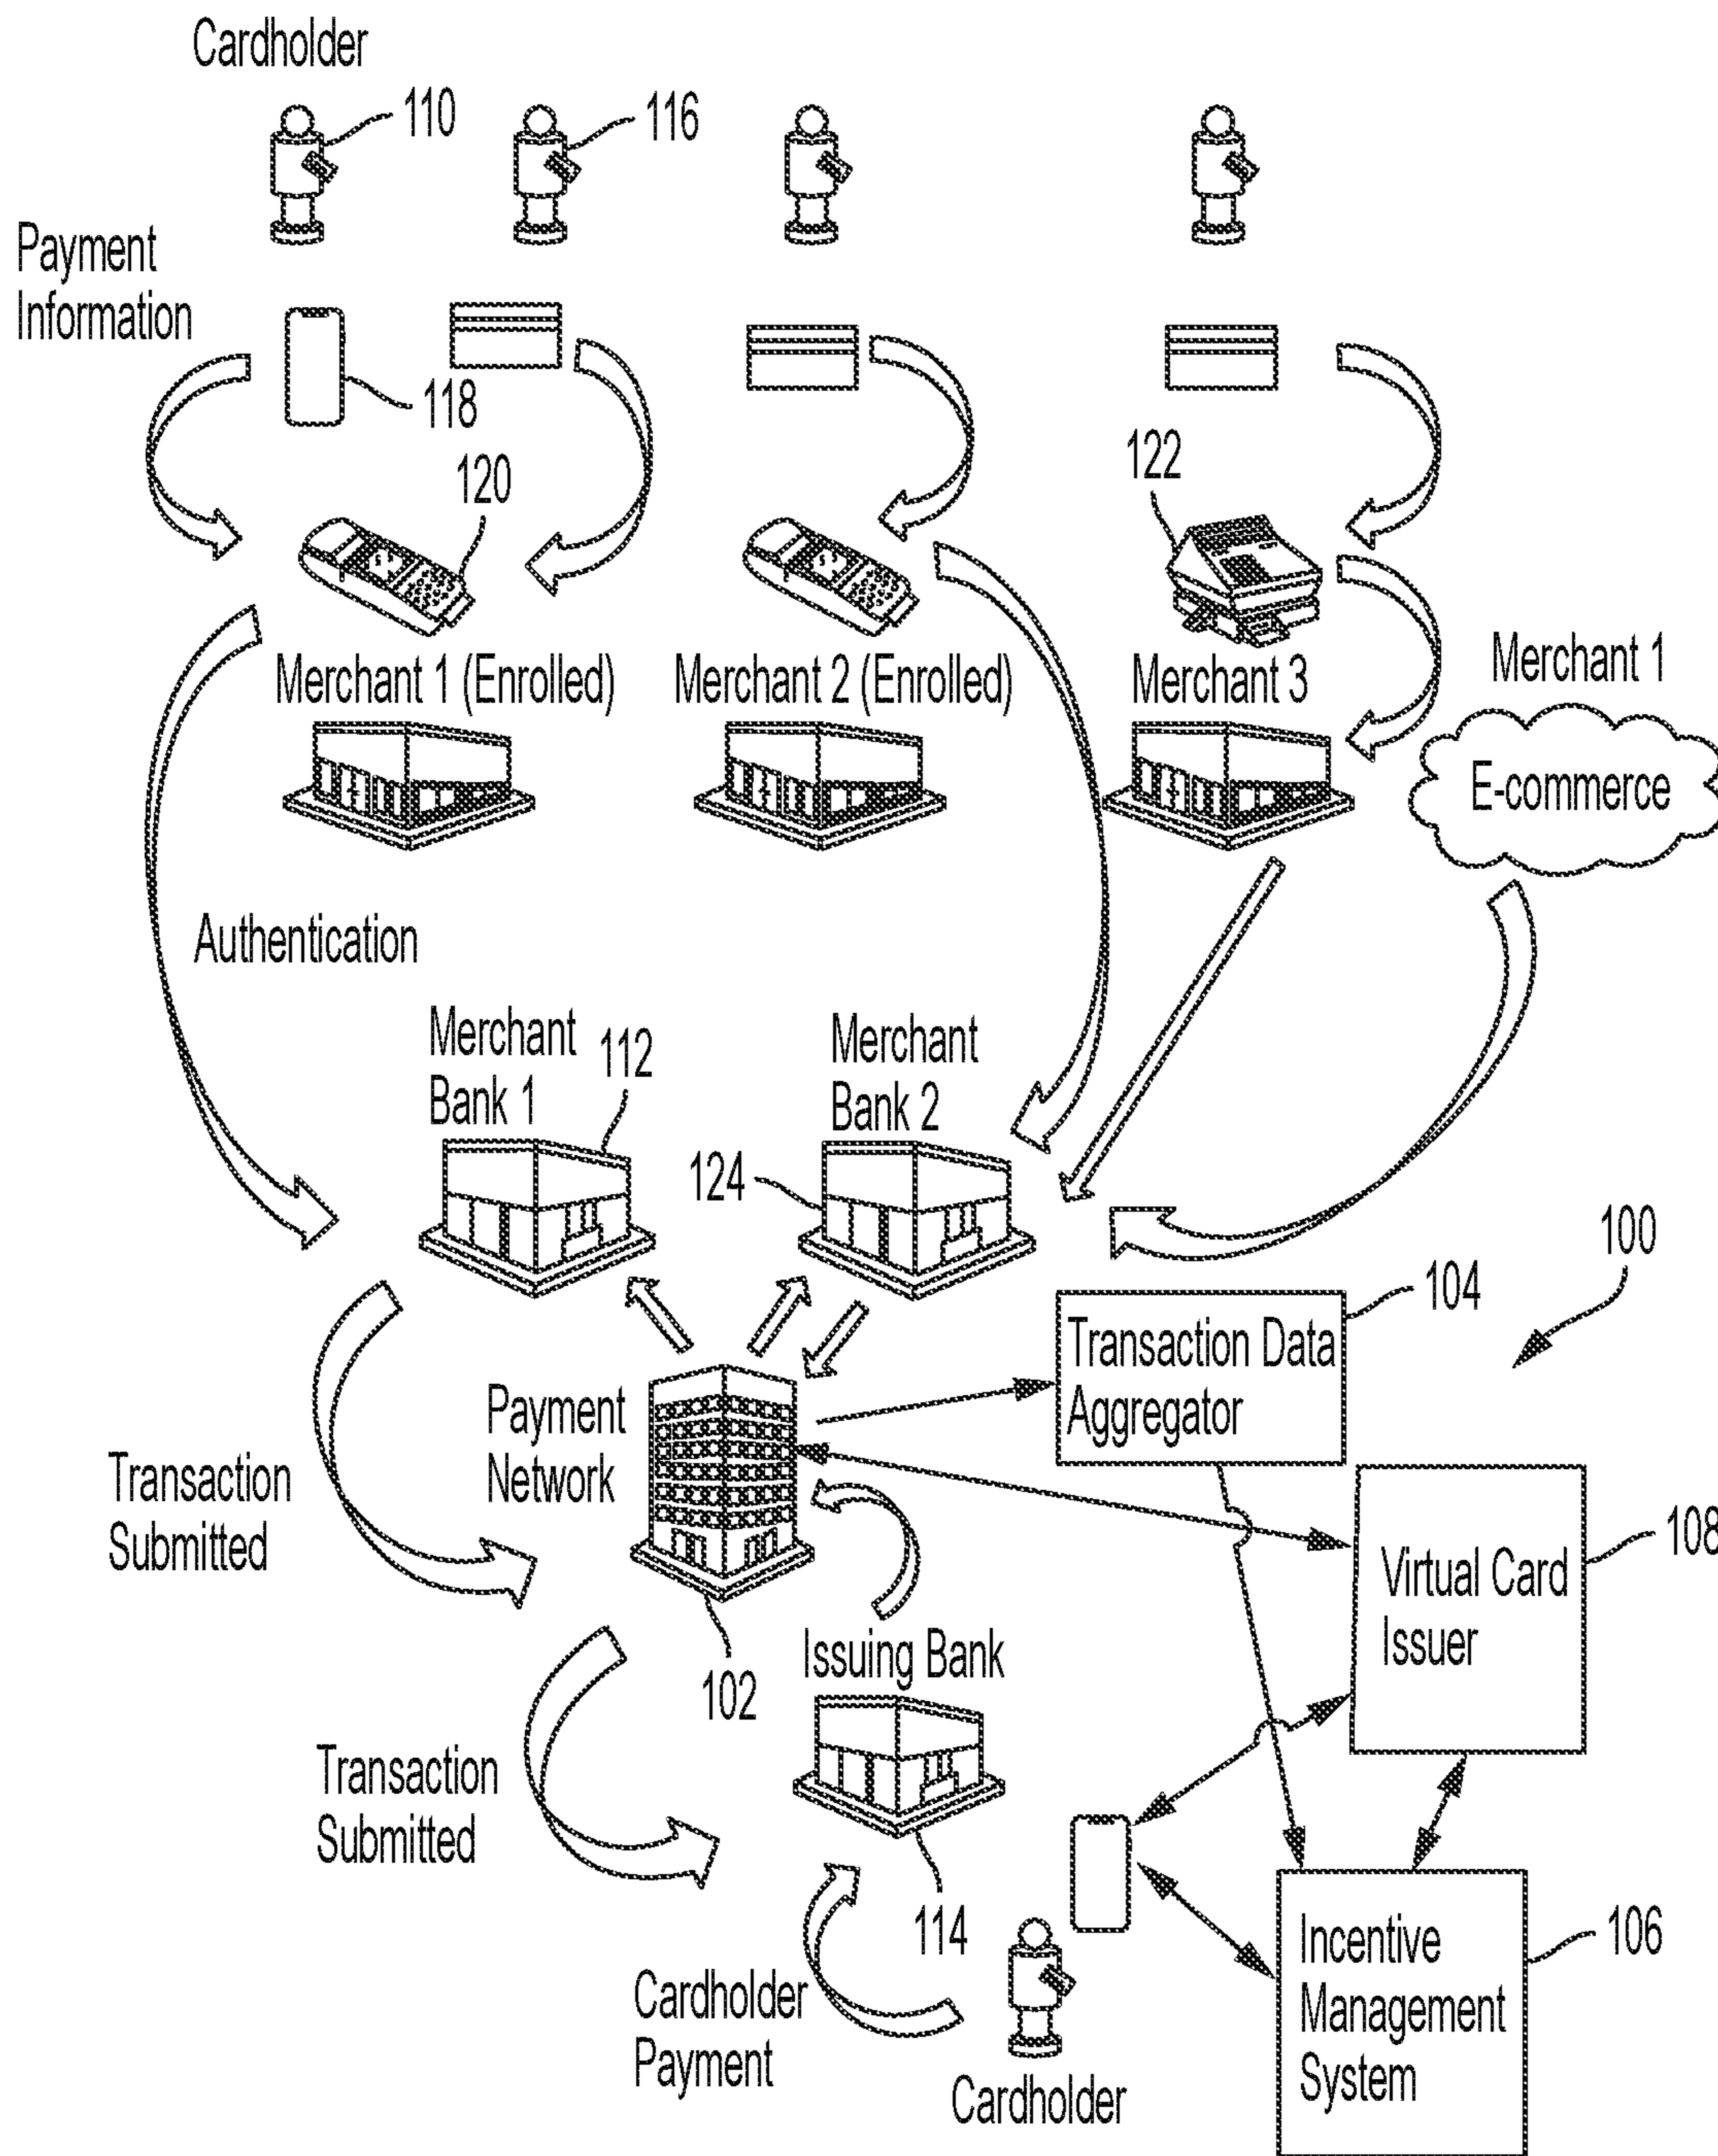 Cardholder
110
116
Payment
Information
118
120
122
Merchant 1 (Enrolled)
Merchant 2 (Enrolled)
Merchant 3
Merchant 1
E-commerce
Authentication
Merchant
Bank 1
112
Merchant
Bank 2
124
100
104
Transaction Data
Aggregator
Payment
Network
Transaction
Submitted
108
Virtual Card
Issuer
102
Issuing Bank
Transaction
Submitted
114
106
Incentive
Management
System
Cardholder
Payment
Cardholder